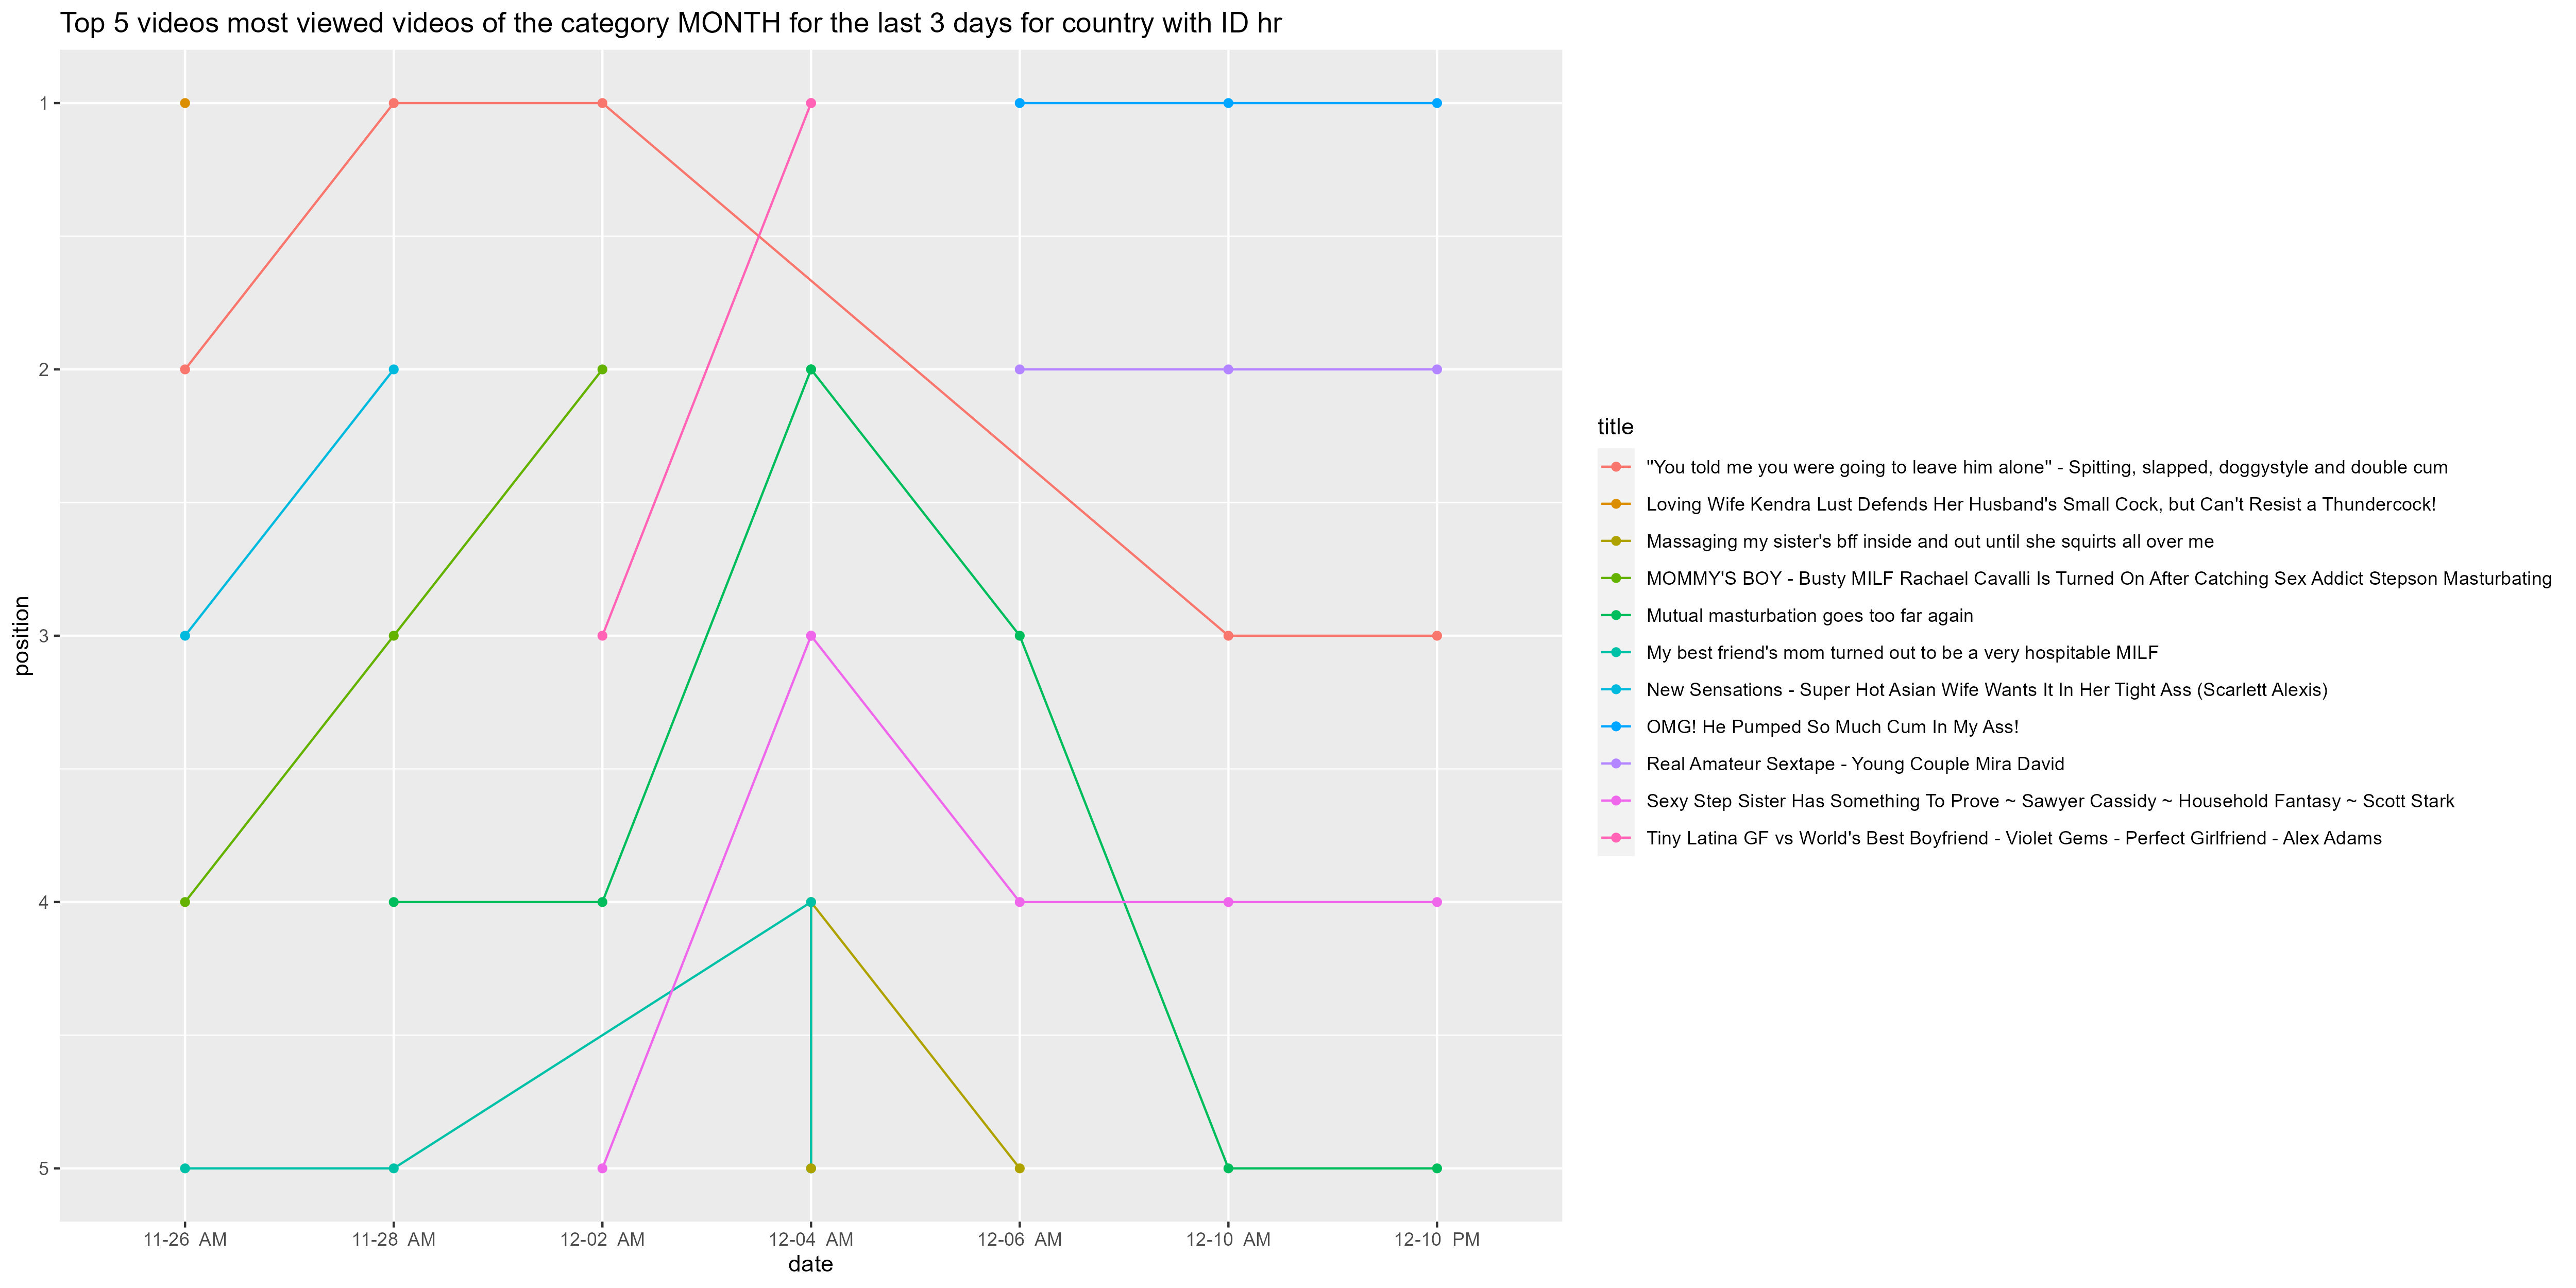 Top 5 videos most viewed videos of the category MONTH for the last 3 days for country with ID hr
position
1
2
3
4
5
11-26 AM
11-28 AM
12-02 AM
12-04 AM
12-06 AM
12-10 AM
12-10 PM
date
title
"You told me you were going to leave him alone" - Spitting, slapped, doggystyle and double cum
Loving Wife Kendra Lust Defends Her Husband's Small Cock, but Can't Resist a Thundercock!
Massaging my sister's bff inside and out until she squirts all over me
MOMMY'S BOY - Busty MILF Rachael Cavalli Is Turned On After Catching Sex Addict Stepson Masturbating
Mutual masturbation goes too far again
My best friend's mom turned out to be a very hospitable MILF
New Sensations - Super Hot Asian Wife Wants It In Her Tight Ass (Scarlett Alexis)
OMG! He Pumped So Much Cum In My Ass!
Real Amateur Sextape - Young Couple Mira David
Sexy Step Sister Has Something To Prove ~ Sawyer Cassidy ~ Household Fantasy ~ Scott Stark
Tiny Latina GF vs World's Best Boyfriend - Violet Gems - Perfect Girlfriend - Alex Adams